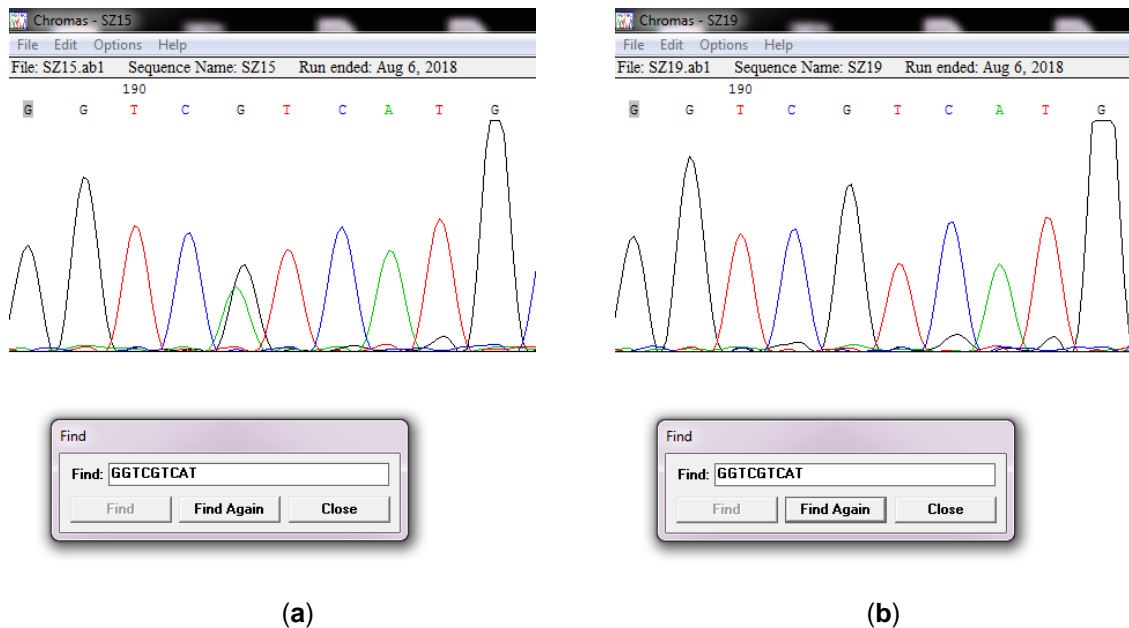 Chromas - SZ15
File Edit Options Help
File: SZ15.ab1 Sequence Name: SZ15 Run ended: Aug 6, 2018
190
G G T C G T C A T G
Find
Find: GGTCGTCAT
Find Find Again Close
(a)
Chromas - SZ19
File Edit Options Help
File: SZ19.ab1 Sequence Name: SZ19 Run ended: Aug 6, 2018
190
G G T C G T C A T G
Find
Find: GGTCGTCAT
Find Find Again Close
(b)